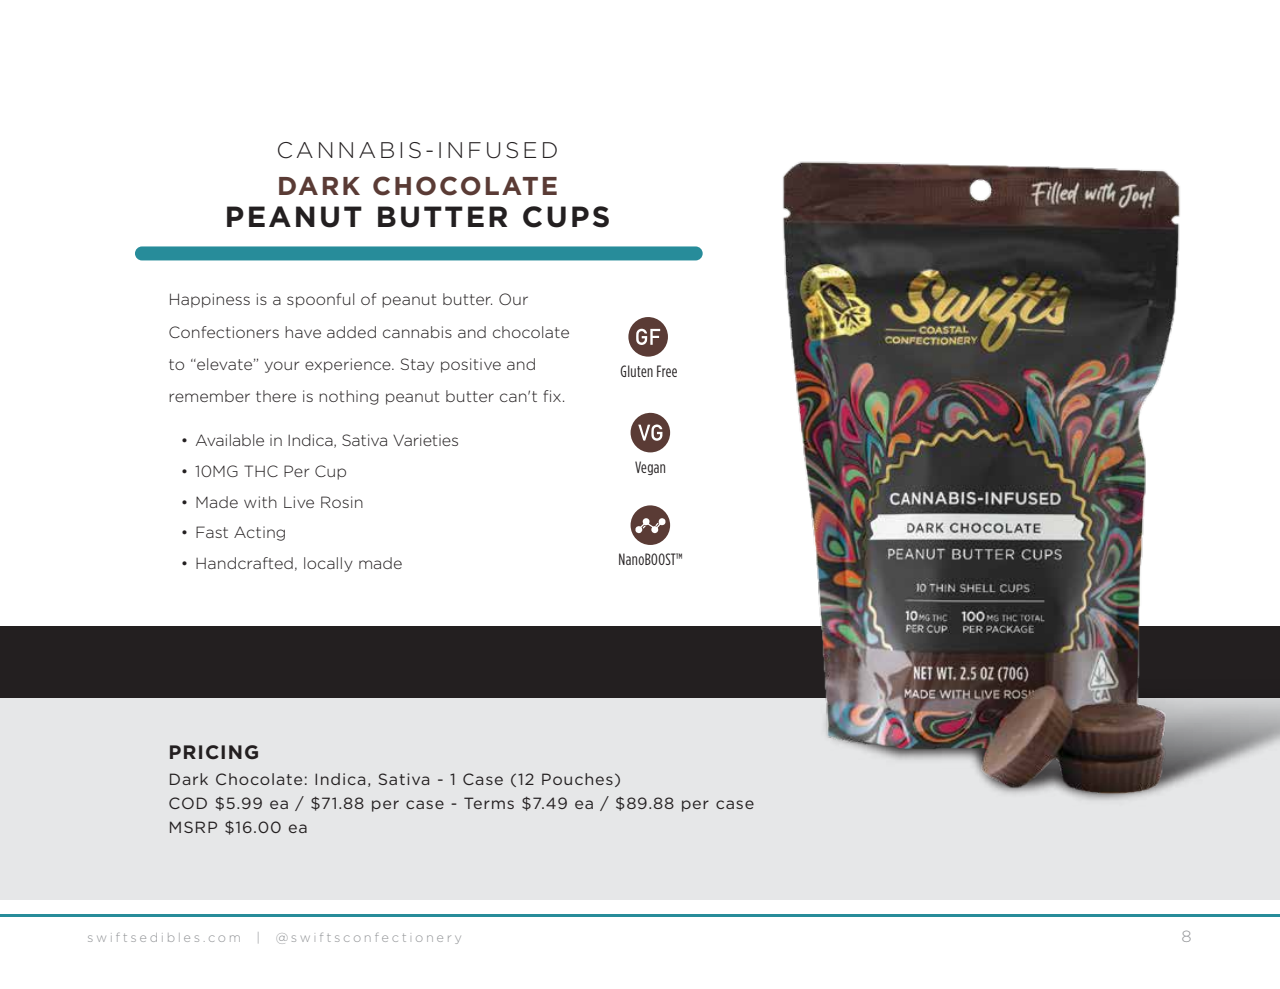 CANNABIS-INFUSED
DARK CHOCOLATE
PEANUT BUTTER CUPS
Happiness is a spoonful of peanut butter. Our
Confectioners have added cannabis and chocolate
to “elevate” your experience. Stay positive and
remember there is nothing peanut butter can't fix.
• Available in Indica, Sativa Varieties
• 10MG THC Per Cup
• Made with Live Rosin
• Fast Acting
• Handcrafted, locally made
GF
Gluten Free
VG
Vegan
NanoBOOST™
Filled with Joy!
Swifts
COASTAL
CONFECTIONERY
CANNABIS-INFUSED
DARK CHOCOLATE
PEANUT BUTTER CUPS
10 THIN SHELL CUPS
10 MG THC PER CUP
100 MG THC TOTAL PER PACKAGE
NET WT. 2.5 OZ (70G)
MADE WITH LIVE
CA
PRICING
Dark Chocolate: Indica, Sativa - 1 Case (12 Pouches)
COD $5.99 ea / $71.88 per case - Terms $7.49 ea / $89.88 per case
MSRP $16.00 ea
swiftsedibles.com | @swiftsconfectionery
8